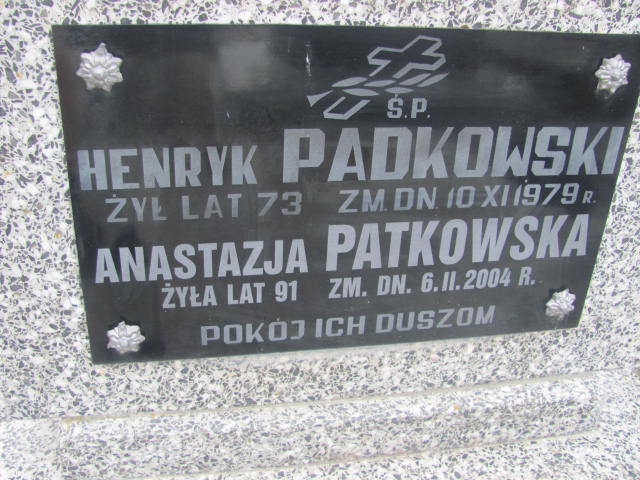 Ś.P.
HENRYK PADKOWSKI
ŻYŁ LAT 73 ZM. DN. 10 XI 1979 R.
ANASTAZJA PATKOWSKA
ŻYŁA LAT 91 ZM. DN. 6.II.2004 R.
POKÓJ ICH DUSZOM